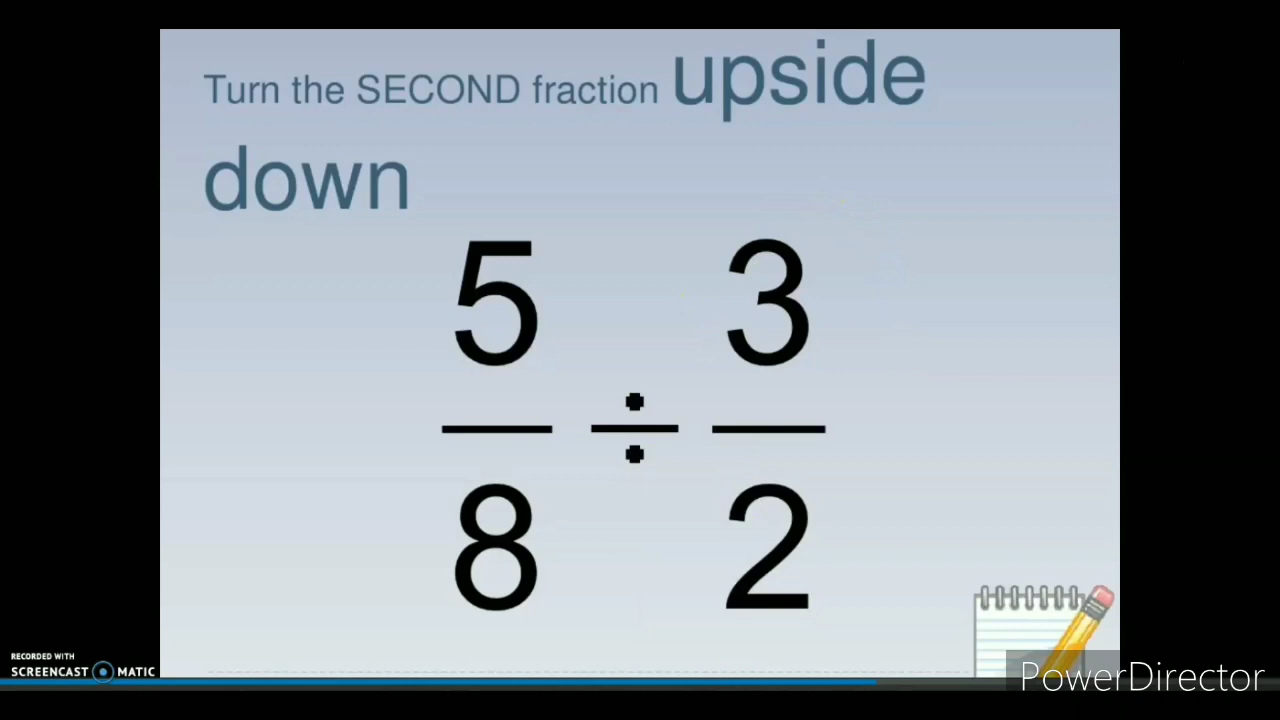 Turn the SECOND fraction upside
down
5 3
÷
8 2
RECORDED WITH
SCREENCAST MATIC
PowerDirector